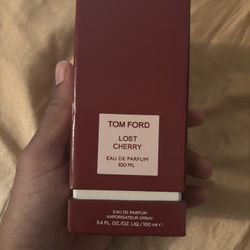 TOM FORD
LOST
CHERRY
EAU DE PARFUM
100 ML
EAU DE PARFUM
VAPORISATEUR SPRAY
3.4 FL. OZ./OZ. LIQ./100 ml ℮